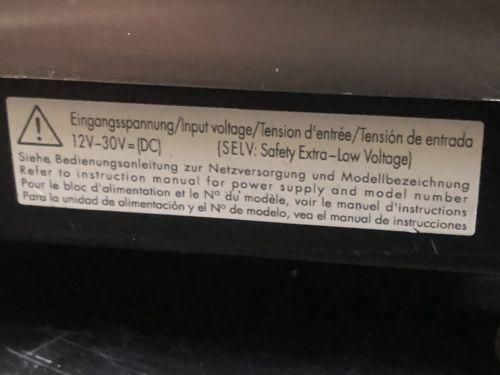 Eingangsspannung/Input voltage/Tension d'entrée/Tensión de entrada
12V–30V=(DC) (SELV: Safety Extra–Low Voltage)
Siehe Bedienungsanleitung zur Netzversorgung und Modellbezeichnung
Refer to instruction manual for power supply and model number
Pour le bloc d'alimentation et le Nº du modèle, voir le manuel d'instructions
Para la unidad de alimentación y el Nº de modelo, vea el manual de instrucciones